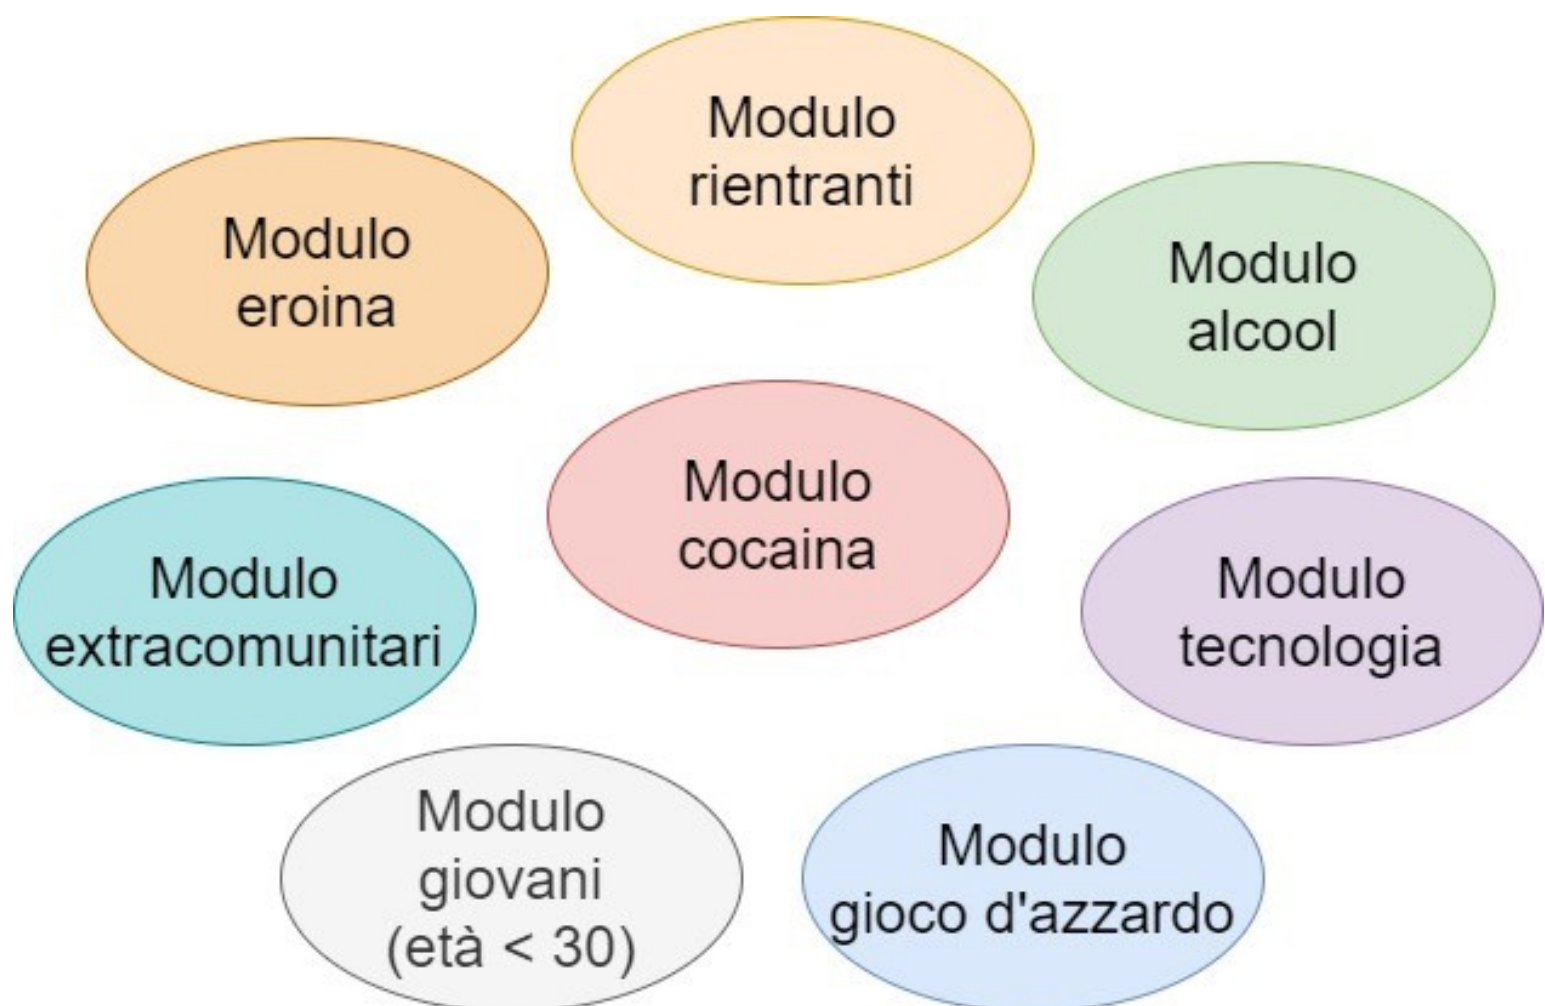 Modulo
rientranti
Modulo
eroina
Modulo
alcool
Modulo
cocaina
Modulo
extracomunitari
Modulo
tecnologia
Modulo
giovani
(età < 30)
Modulo
gioco d'azzardo